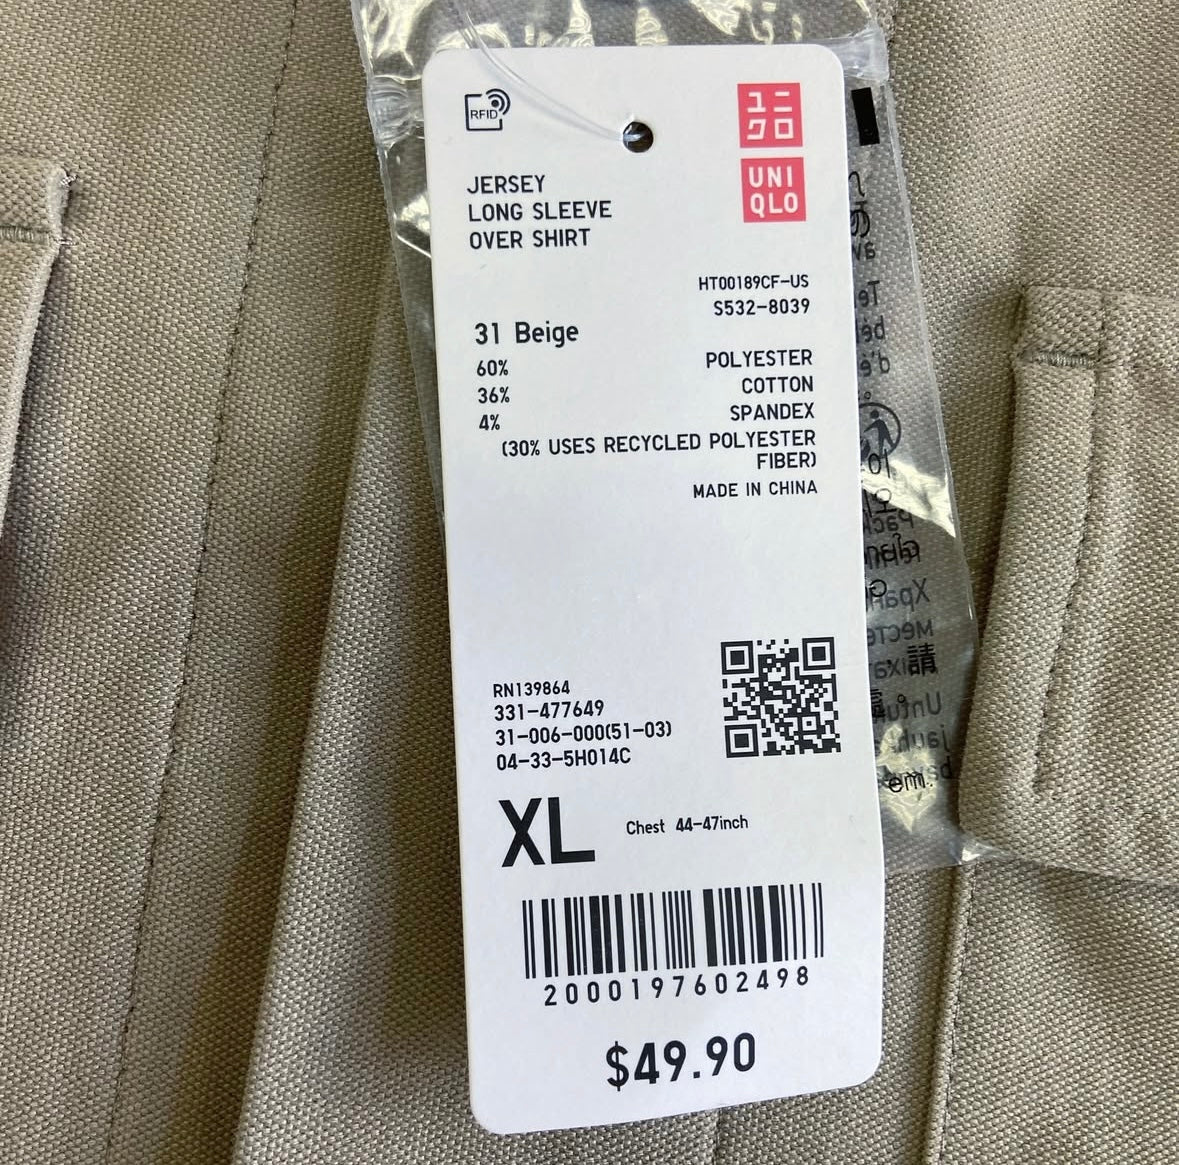 RFID
ユニ
クロ
UNI
QLO
JERSEY
LONG SLEEVE
OVER SHIRT
HT00189CF-US
S532-8039
31 Beige
60% POLYESTER
36% COTTON
4% SPANDEX
(30% USES RECYCLED POLYESTER
FIBER)
MADE IN CHINA
RN139864
331-477649
31-006-000(51-03)
04-33-5H014C
XL Chest 44-47inch
2000197602498
$49.90
請
em.